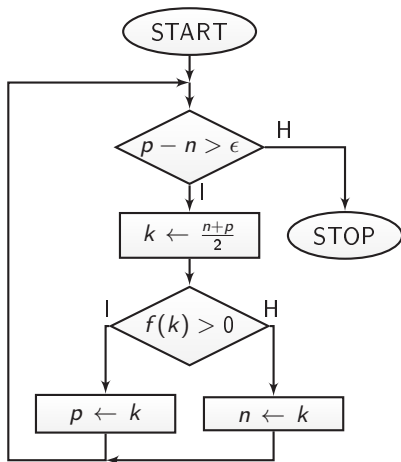 START
p − n > ϵ
H
I
k ← n+p/2
STOP
I
H
f(k) > 0
p ← k
n ← k